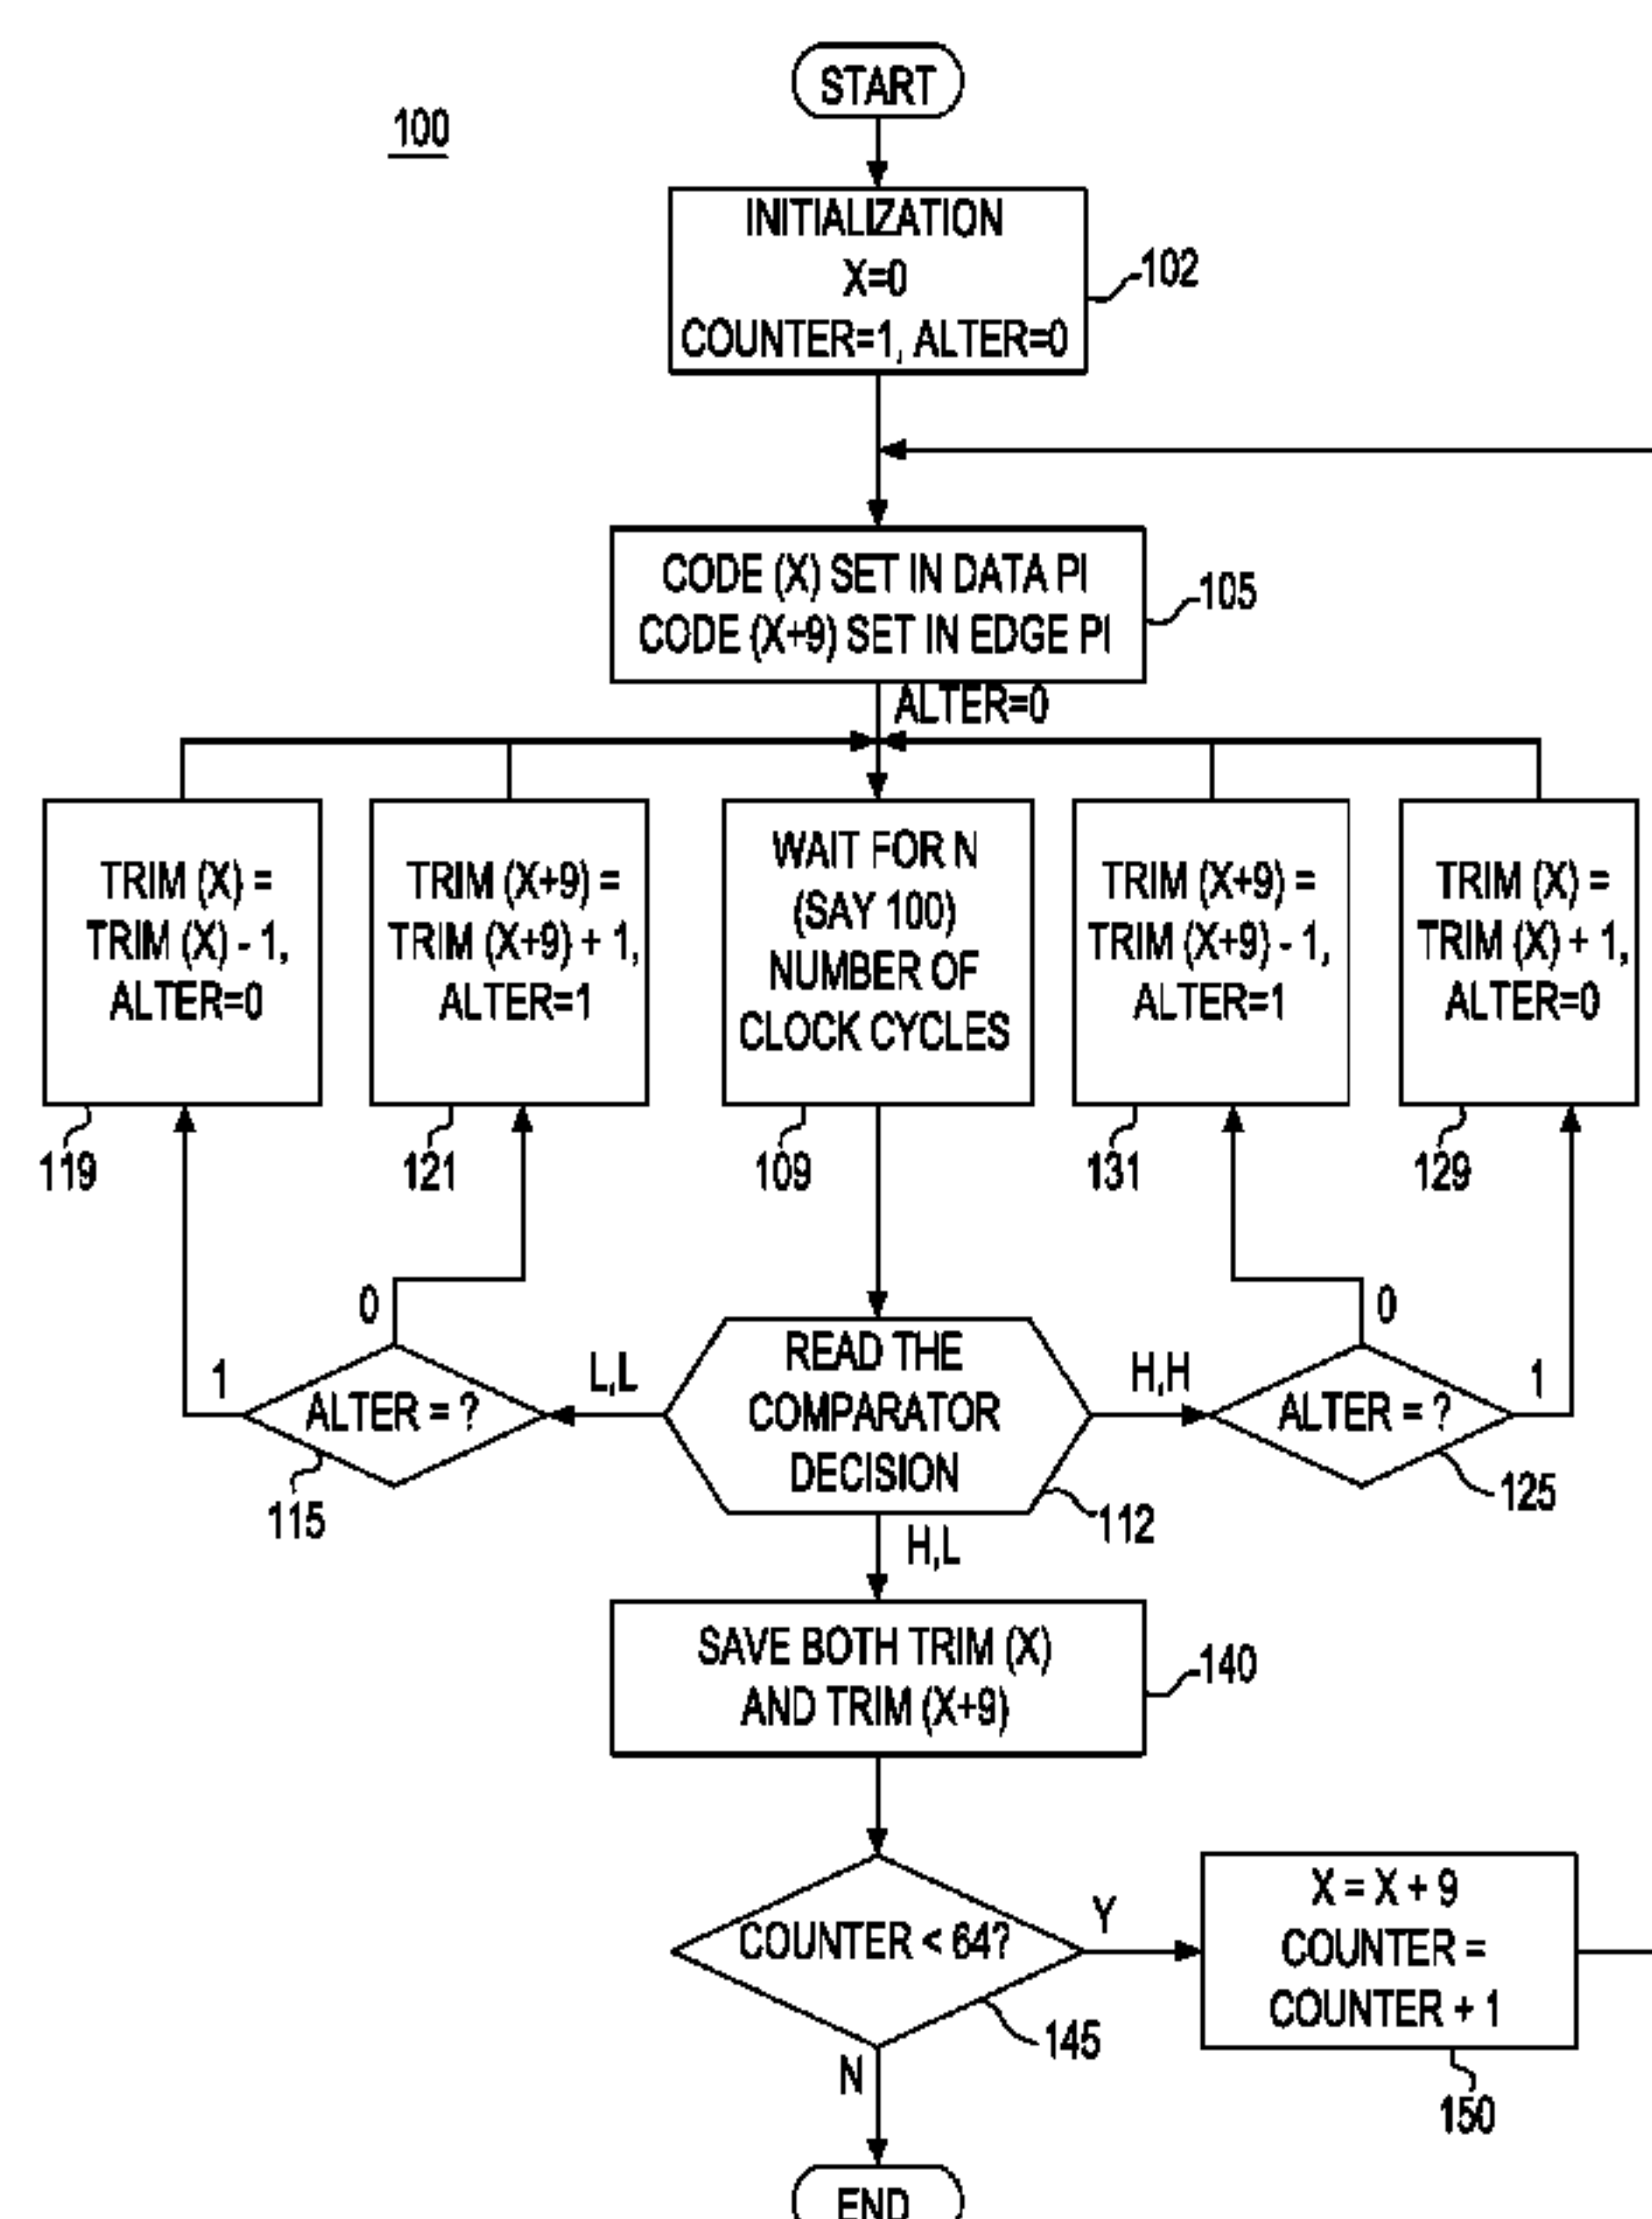 START
100
INITIALIZATION
X=0
COUNTER=1, ALTER=0
102
CODE (X) SET IN DATA PI
CODE (X+9) SET IN EDGE PI
105
ALTER=0
TRIM (X) =
TRIM (X) - 1,
ALTER=0
119
TRIM (X+9) =
TRIM (X+9) + 1,
ALTER=1
121
WAIT FOR N
(SAY 100)
NUMBER OF
CLOCK CYCLES
109
TRIM (X+9) =
TRIM (X+9) - 1,
ALTER=1
131
TRIM (X) =
TRIM (X) + 1,
ALTER=0
129
0
1
ALTER = ?
115
L,L
READ THE
COMPARATOR
DECISION
112
H,H
0
1
ALTER = ?
125
H,L
SAVE BOTH TRIM (X)
AND TRIM (X+9)
140
COUNTER < 64?
145
Y
X = X + 9
COUNTER =
COUNTER + 1
150
N
END